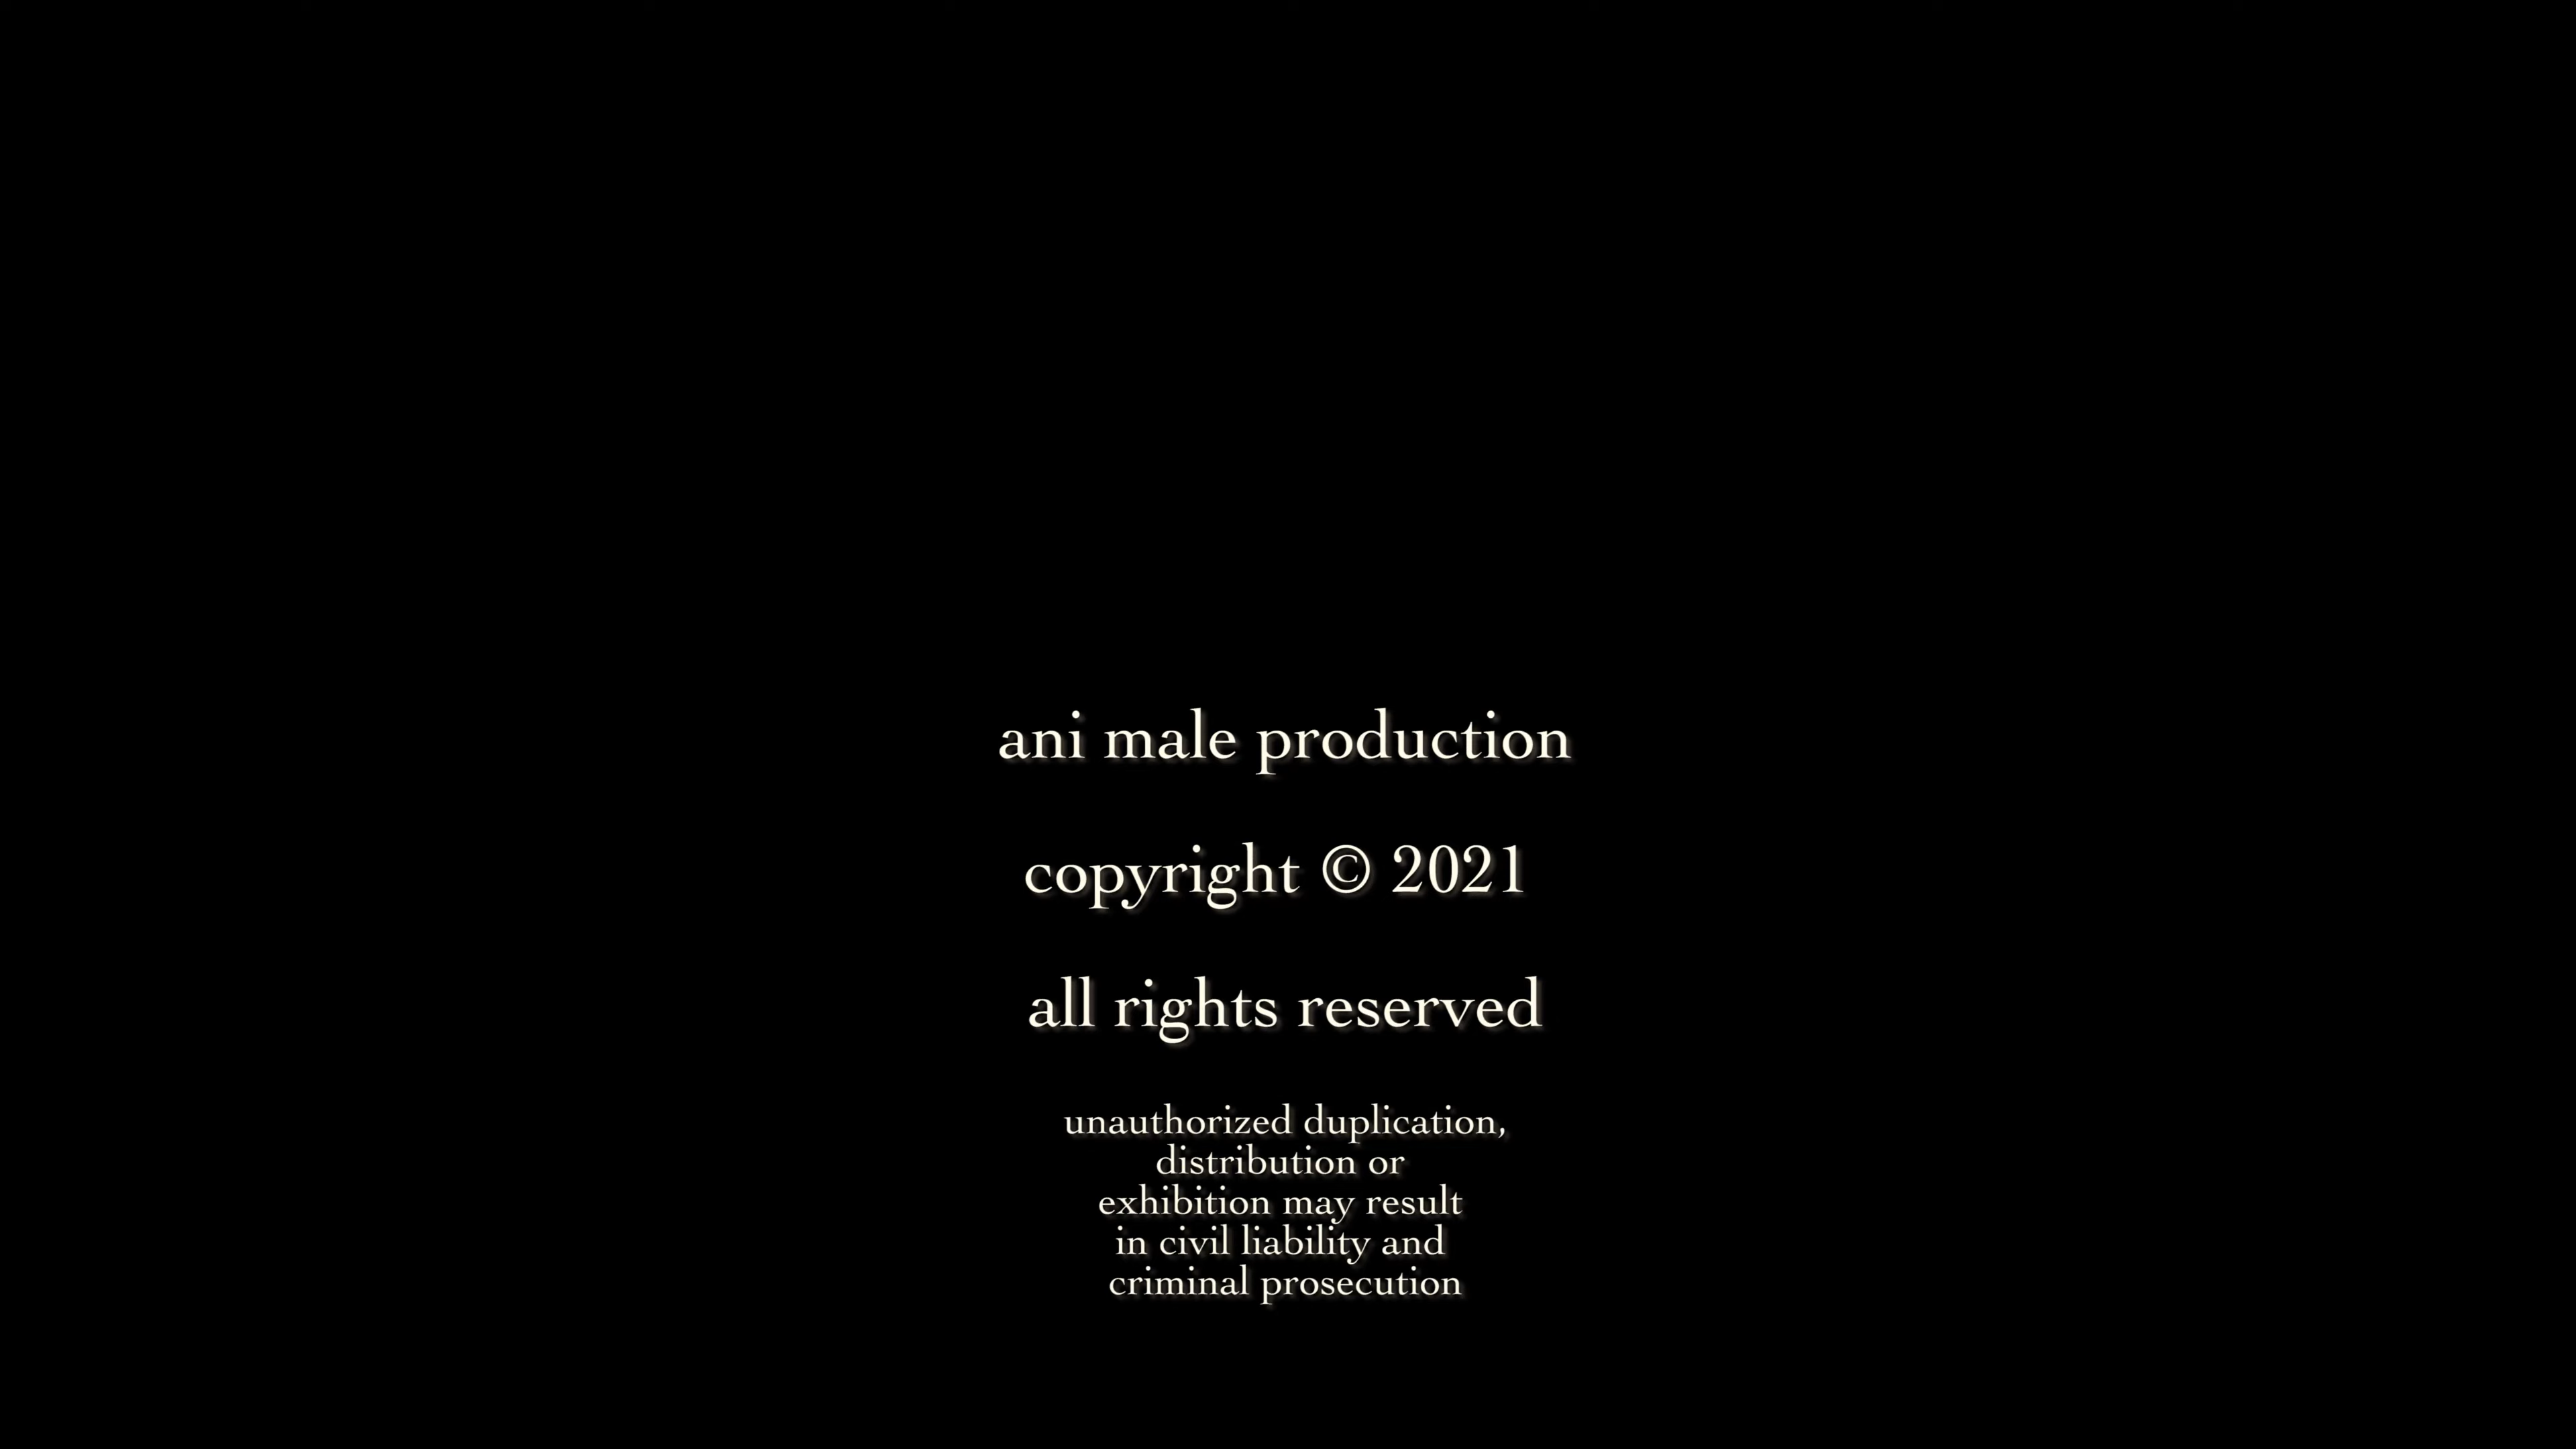 ani male production
copyright © 2021
all rights reserved
unauthorized duplication,
distribution or
exhibition may result
in civil liability and
criminal prosecution